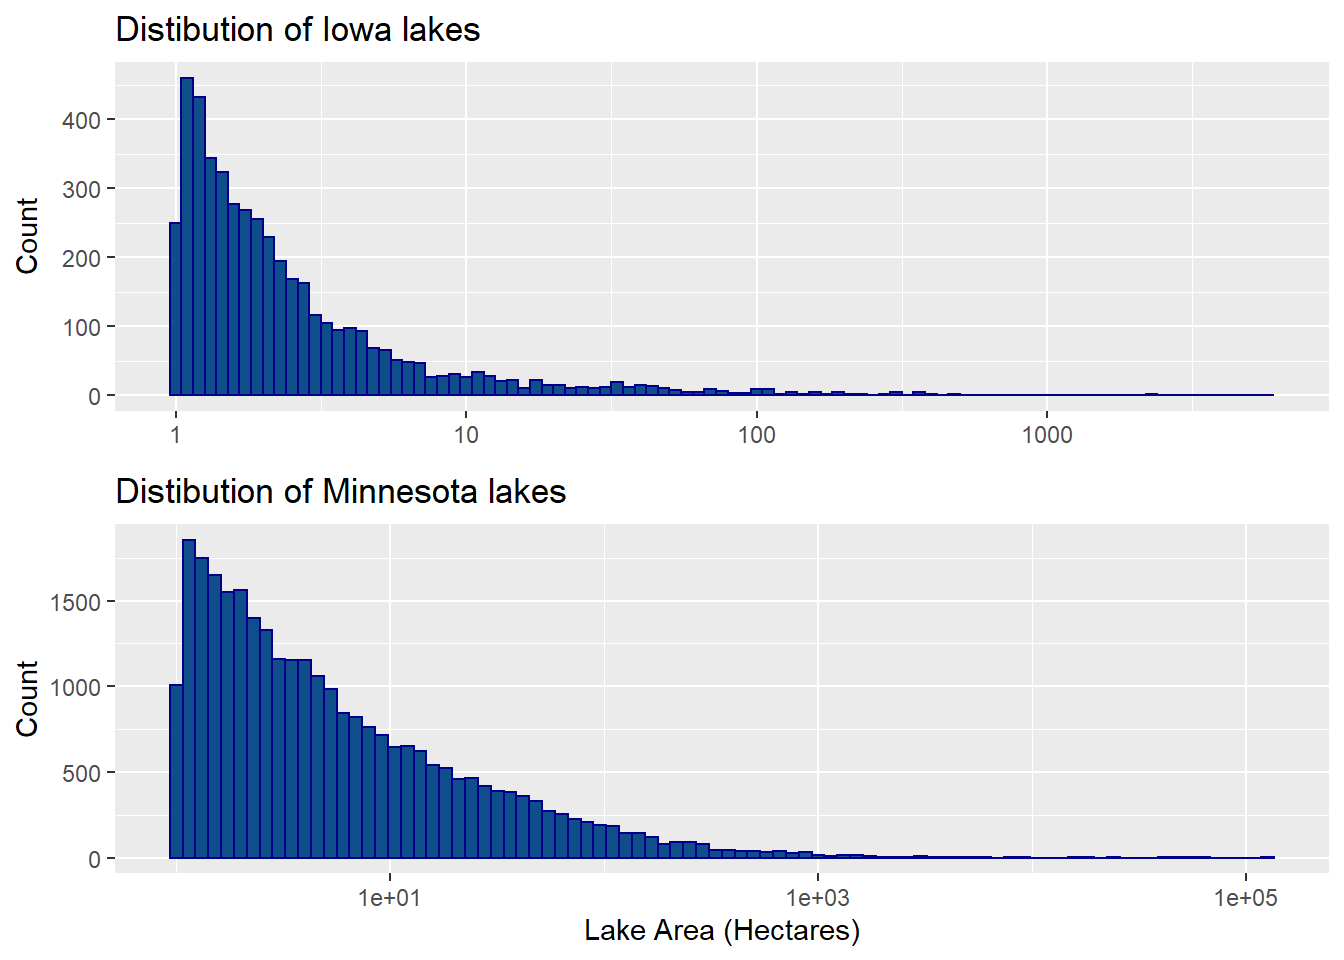 Distibution of Iowa lakes
Count
400
300
200
100
0
1 10 100 1000
Distibution of Minnesota lakes
Count
1500
1000
500
0
1e+01 1e+03 1e+05
Lake Area (Hectares)